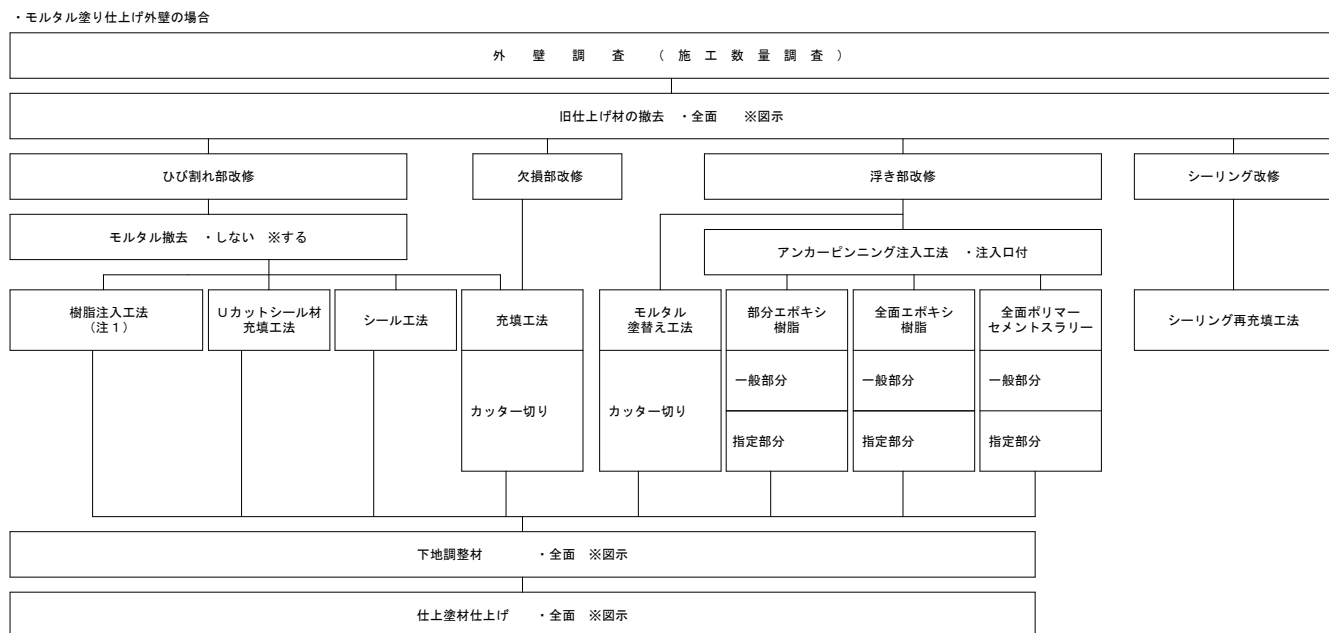 ・モルタル塗り仕上げ外壁の場合
外 壁 調 査 （ 施 工 数 量 調 査 ）
旧仕上げ材の撤去 ・全面 ※図示
ひび割れ部改修
欠損部改修
浮き部改修
シーリング改修
モルタル撤去 ・しない ※する
アンカーピンニング注入工法 ・注入口付
樹脂注入工法
（注１）
Ｕカットシール材
充填工法
シール工法
充填工法
モルタル
塗替え工法
部分エポキシ
樹脂
全面エポキシ
樹脂
全面ポリマー
セメントスラリー
シーリング再充填工法
カッター切り
カッター切り
一般部分
一般部分
一般部分
指定部分
指定部分
指定部分
下地調整材 ・全面 ※図示
仕上塗材仕上げ ・全面 ※図示